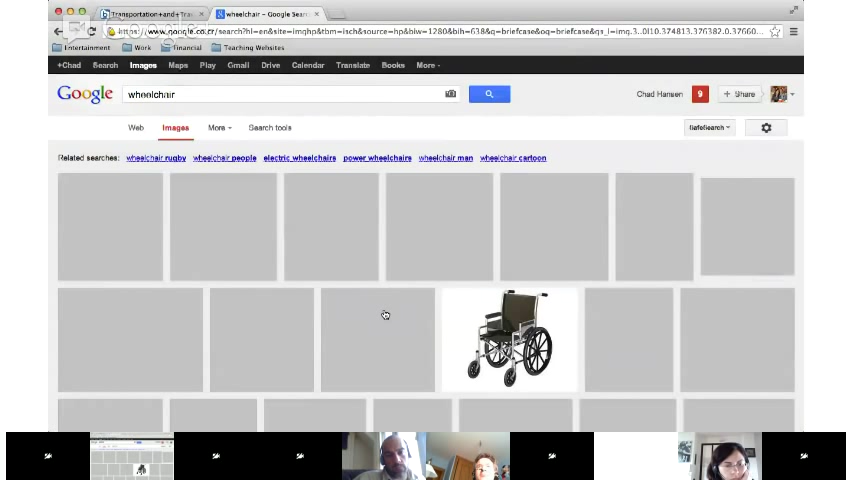 Transportation and Tra
wheelchair - Google Sear
www.google.co.cr/search?hl=en&site=imghp&tbm=isch&source=hp&biw=1280&bih=638&q=briefcase&oq=briefcase&gs_l=img.3..0l10.374813.376382.0.37660...
Entertainment Work Financial Teaching Websites
+Chad Search Images Maps Play Gmail Drive Calendar Translate Books More
Google wheelchair Chad Hansen 9 + Share
Web Images More Search tools SafeSearch
Related searches: wheelchair rugby wheelchair people electric wheelchairs power wheelchairs wheelchair man wheelchair cartoon